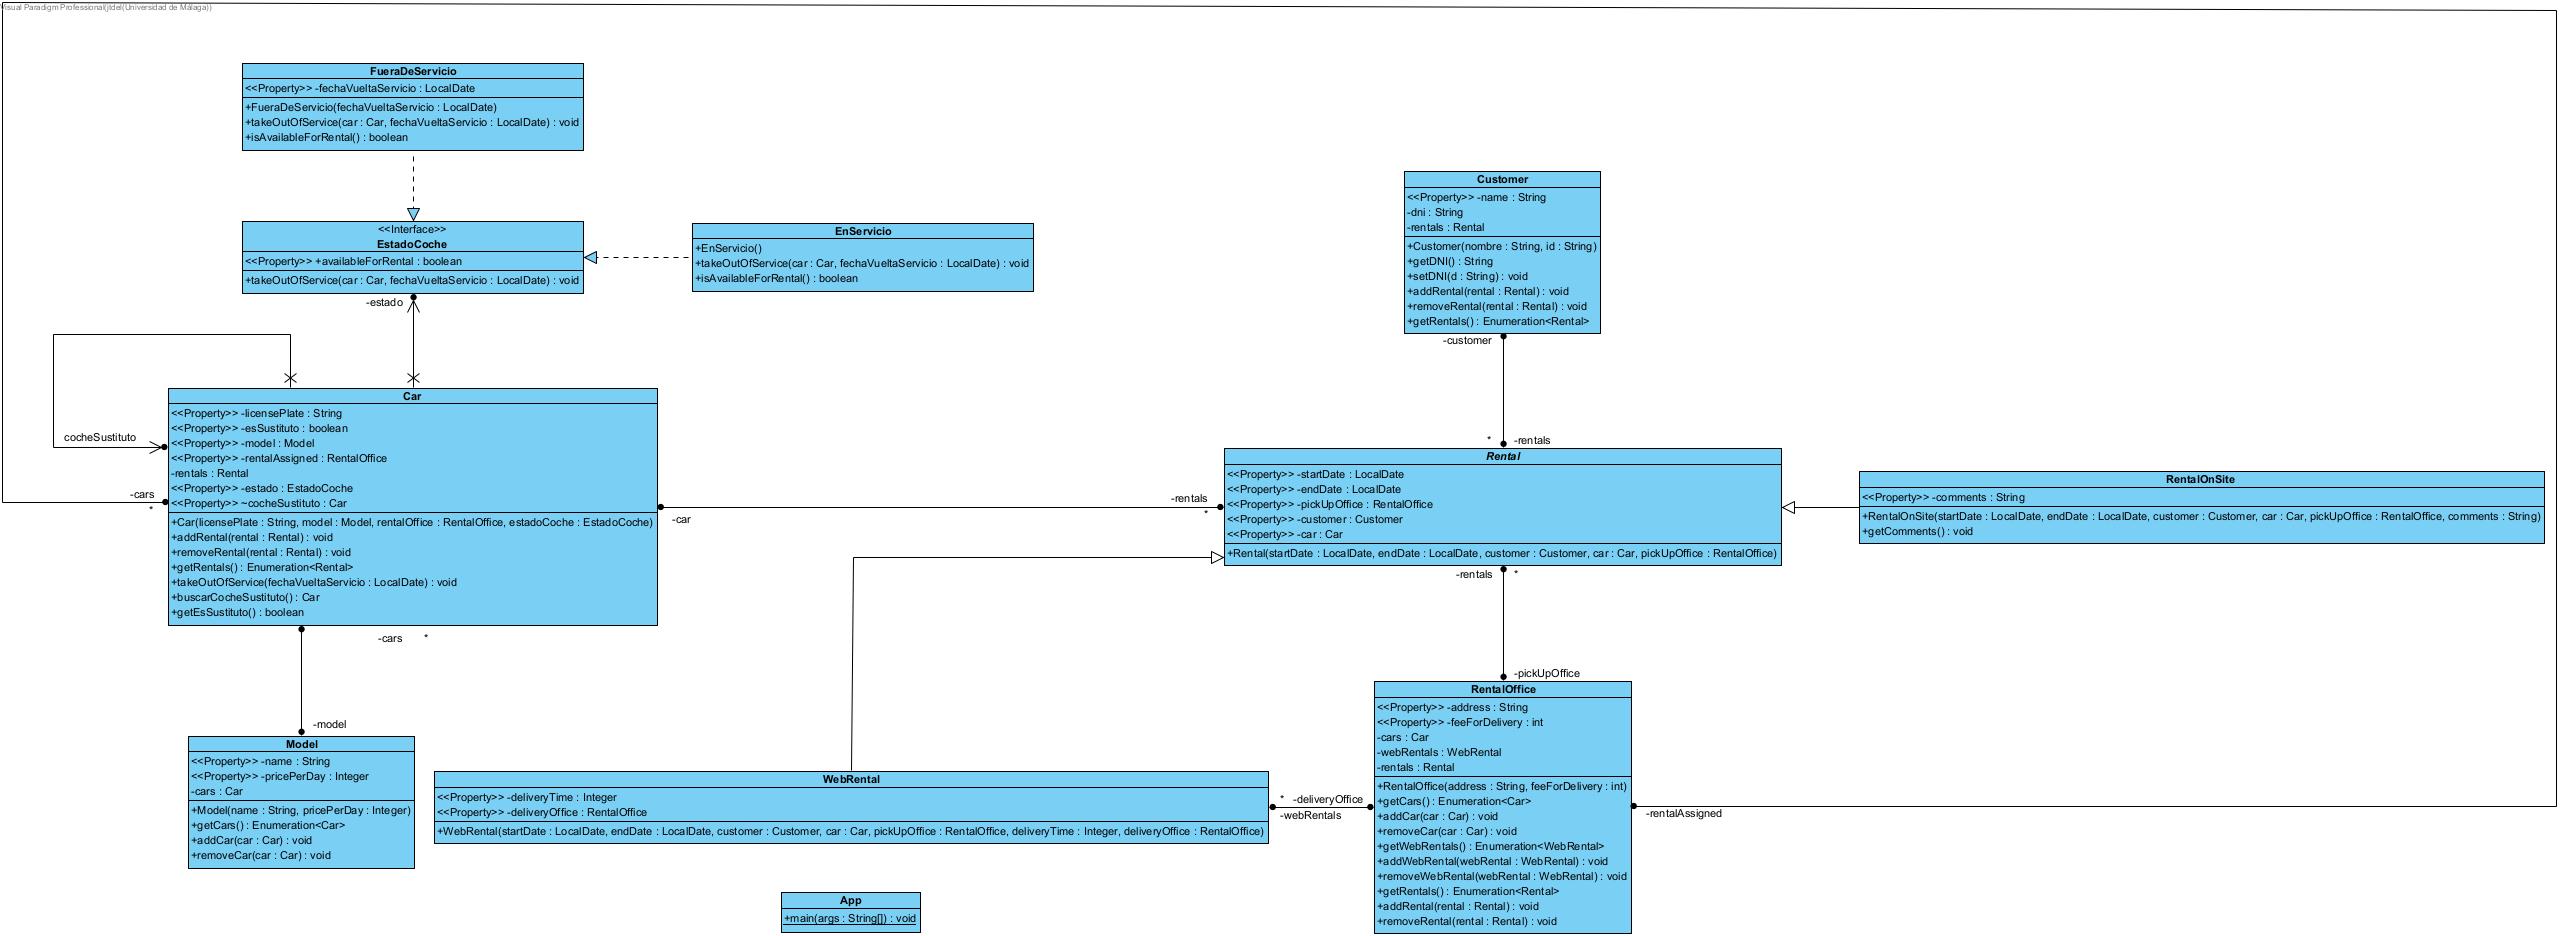 Visual Paradigm Professional(jtdel(Universidad de Málaga))
FueraDeServicio
<<Property>> -fechaVueltaServicio : LocalDate
+FueraDeServicio(fechaVueltaServicio : LocalDate)
+takeOutOfService(car : Car, fechaVueltaServicio : LocalDate) : void
+isAvailableForRental() : boolean
<<Interface>>
EstadoCoche
<<Property>> +availableForRental : boolean
+takeOutOfService(car : Car, fechaVueltaServicio : LocalDate) : void
-estado
EnServicio
+EnServicio()
+takeOutOfService(car : Car, fechaVueltaServicio : LocalDate) : void
+isAvailableForRental() : boolean
Customer
<<Property>> -name : String
-dni : String
-rentals : Rental
+Customer(nombre : String, id : String)
+getDNI() : String
+setDNI(d : String) : void
+addRental(rental : Rental) : void
+removeRental(rental : Rental) : void
+getRentals() : Enumeration<Rental>
-customer
* -rentals
cocheSustituto
-cars
*
Car
<<Property>> -licensePlate : String
<<Property>> -esSustituto : boolean
<<Property>> -model : Model
<<Property>> -rentalAssigned : RentalOffice
-rentals : Rental
<<Property>> -estado : EstadoCoche
<<Property>> ~cocheSustituto : Car
+Car(licensePlate : String, model : Model, rentalOffice : RentalOffice, estadoCoche : EstadoCoche)
+addRental(rental : Rental) : void
+removeRental(rental : Rental) : void
+getRentals() : Enumeration<Rental>
+takeOutOfService(fechaVueltaServicio : LocalDate) : void
+buscarCocheSustituto() : Car
+getEsSustituto() : boolean
-car
-rentals
*
Rental
<<Property>> -startDate : LocalDate
<<Property>> -endDate : LocalDate
<<Property>> -pickUpOffice : RentalOffice
<<Property>> -customer : Customer
<<Property>> -car : Car
+Rental(startDate : LocalDate, endDate : LocalDate, customer : Customer, car : Car, pickUpOffice : RentalOffice)
RentalOnSite
<<Property>> -comments : String
+RentalOnSite(startDate : LocalDate, endDate : LocalDate, customer : Customer, car : Car, pickUpOffice : RentalOffice, comments : String)
+getComments() : void
-rentals *
-pickUpOffice
-cars *
-model
Model
<<Property>> -name : String
<<Property>> -pricePerDay : Integer
-cars : Car
+Model(name : String, pricePerDay : Integer)
+getCars() : Enumeration<Car>
+addCar(car : Car) : void
+removeCar(car : Car) : void
WebRental
<<Property>> -deliveryTime : Integer
<<Property>> -deliveryOffice : RentalOffice
+WebRental(startDate : LocalDate, endDate : LocalDate, customer : Customer, car : Car, pickUpOffice : RentalOffice, deliveryTime : Integer, deliveryOffice : RentalOffice)
* -deliveryOffice
-webRentals
RentalOffice
<<Property>> -address : String
<<Property>> -feeForDelivery : int
-cars : Car
-webRentals : WebRental
-rentals : Rental
+RentalOffice(address : String, feeForDelivery : int)
+getCars() : Enumeration<Car>
+addCar(car : Car) : void
+removeCar(car : Car) : void
+getWebRentals() : Enumeration<WebRental>
+addWebRental(webRental : WebRental) : void
+removeWebRental(webRental : WebRental) : void
+getRentals() : Enumeration<Rental>
+addRental(rental : Rental) : void
+removeRental(rental : Rental) : void
-rentalAssigned
App
+main(args : String[]) : void